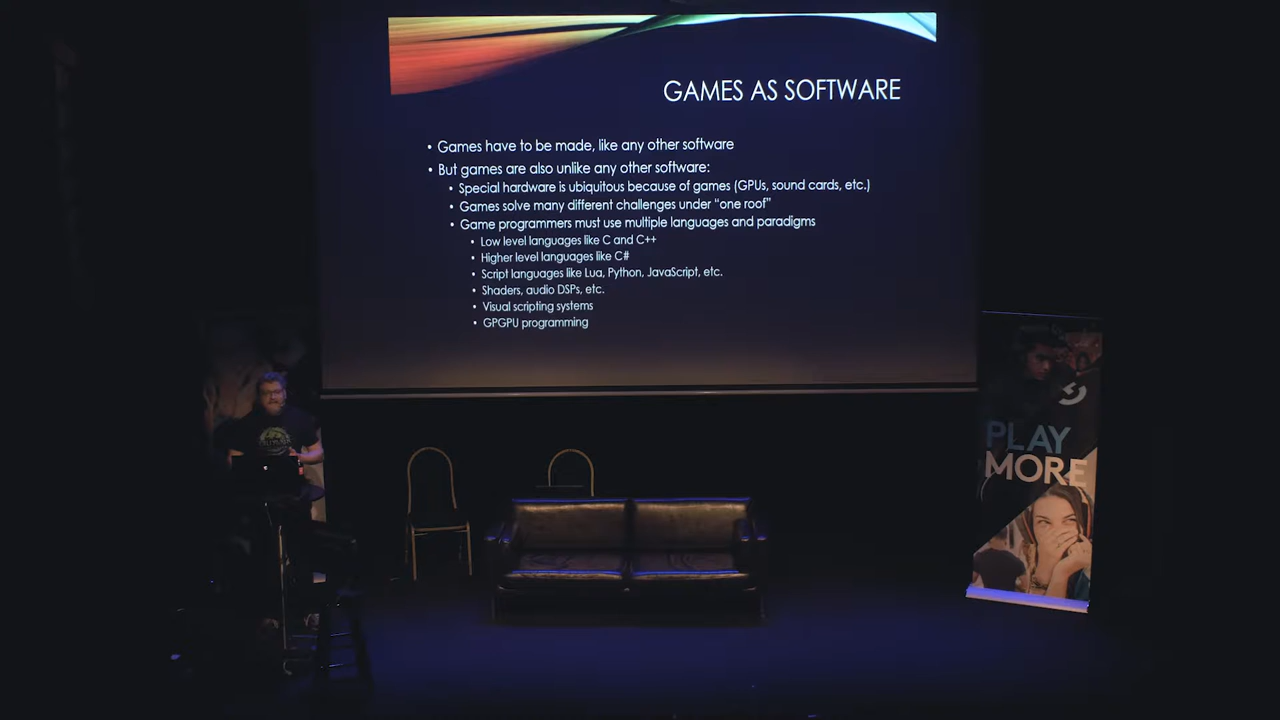 GAMES AS SOFTWARE
• Games have to be made, like any other software
• But games are also unlike any other software:
• Special hardware is ubiquitous because of games (GPUs, sound cards, etc.)
• Games solve many different challenges under “one roof”
• Game programmers must use multiple languages and paradigms
• Low level languages like C and C++
• Higher level languages like C#
• Script languages like Lua, Python, JavaScript, etc.
• Shaders, audio DSPs, etc.
• Visual scripting systems
• GPGPU programming
PLAY
MORE